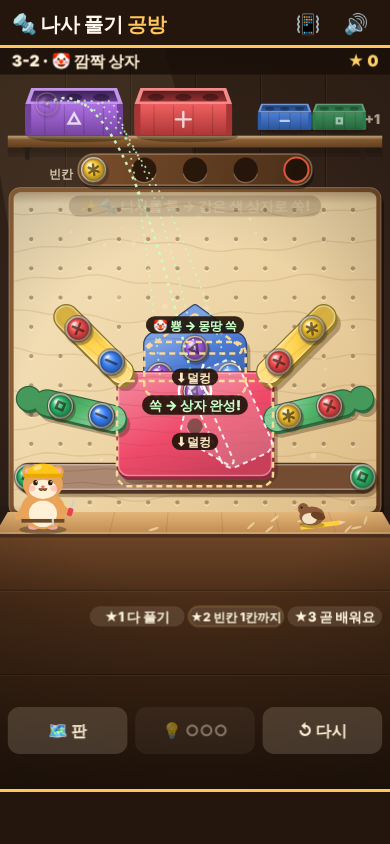 나사 풀기 공방
3-2 · 깜짝 상자
★ 0
+1
빈칸
뿅 → 몽땅 쏙
⬇덜컹
쏙 → 상자 완성!
⬇덜컹
★1 다 풀기
★2 빈칸 1칸까지
★3 곧 배워요
판
다시